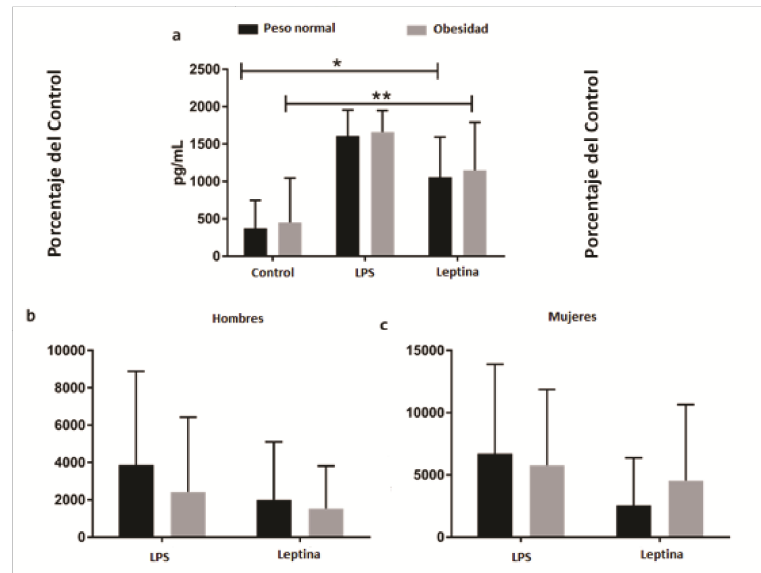 Peso normal
Obesidad
a
Porcentaje del Control
pg/mL
2500
2000
1500
1000
500
0
*
**
Control
LPS
Leptina
Porcentaje del Control
b
Hombres
10000
8000
6000
4000
2000
0
LPS
Leptina
c
Mujeres
15000
10000
5000
0
LPS
Leptina